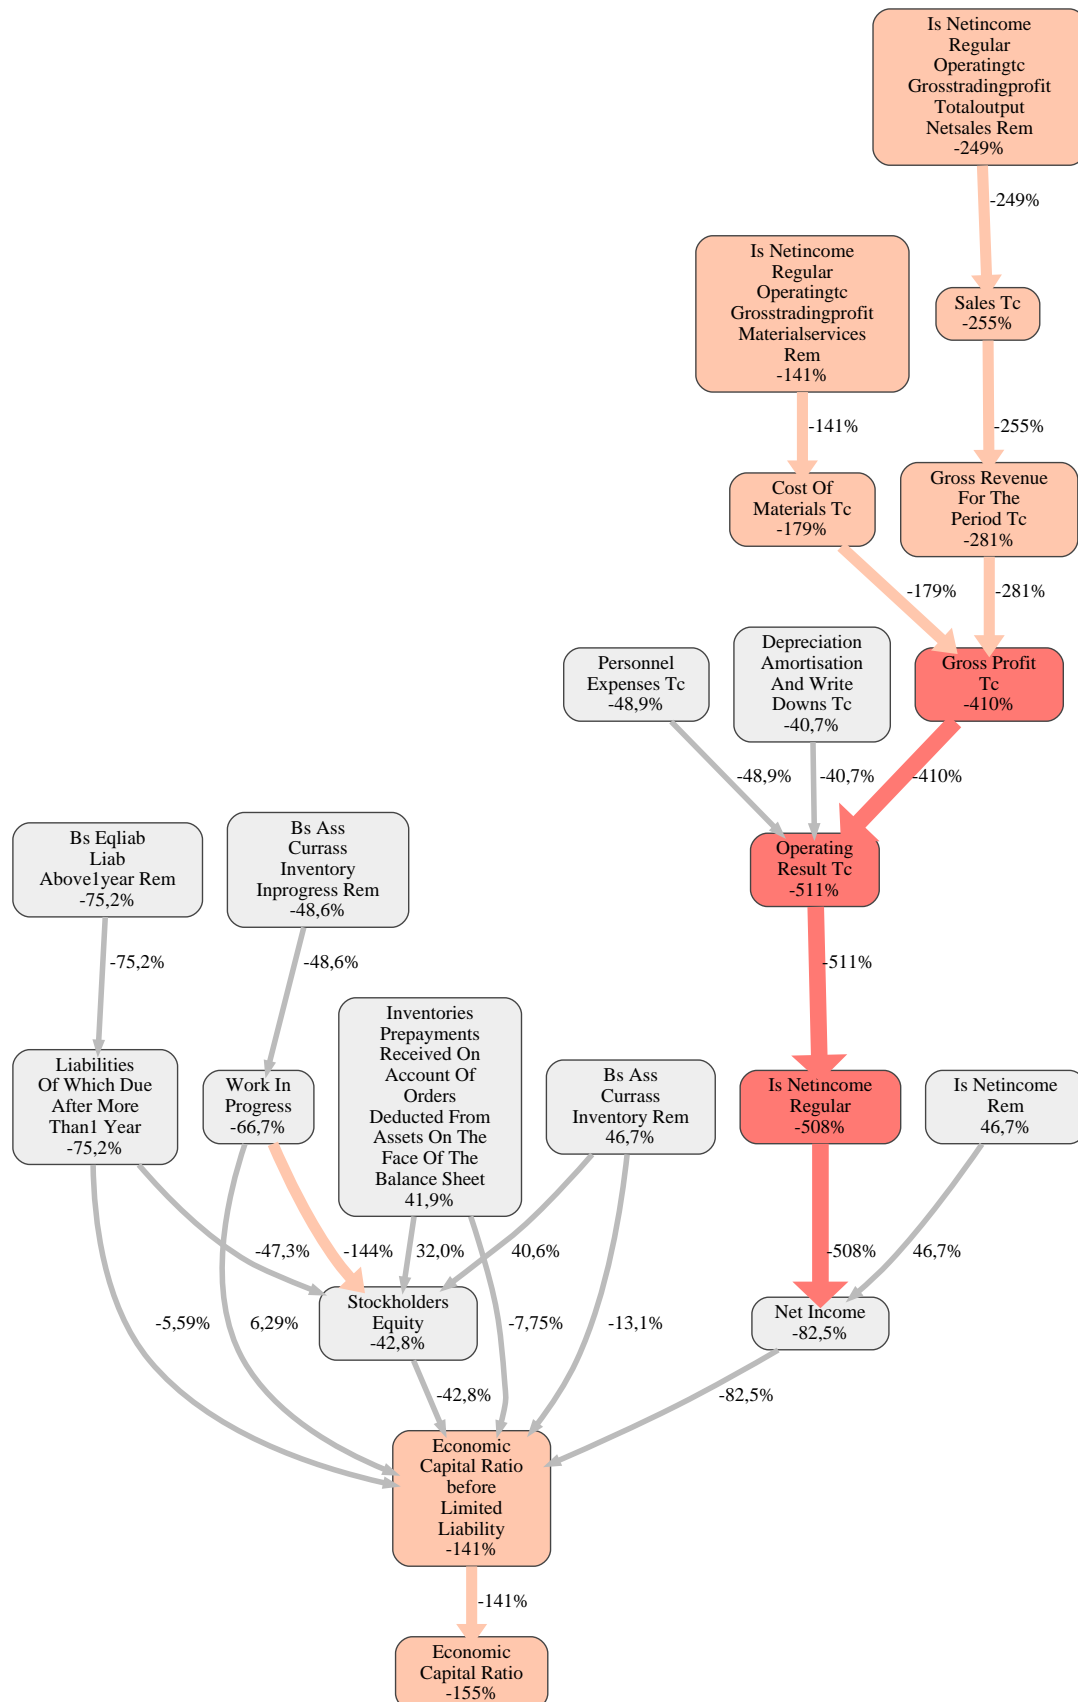 Is Netincome
Regular
Operatingtc
Grosstradingprofit
Totaloutput
Netsales Rem
-249%
-249%
Is Netincome
Regular
Operatingtc
Grosstradingprofit
Materialservices
Rem
-141%
Sales Tc
-255%
-141%
-255%
Cost Of
Materials Tc
-179%
Gross Revenue
For The
Period Tc
-281%
-179%
-281%
Personnel
Expenses Tc
-48,9%
Depreciation
Amortisation
And Write
Downs Tc
-40,7%
Gross Profit
Tc
-410%
-48,9%
-40,7%
-410%
Bs Eqliab
Liab
Above1year Rem
-75,2%
Bs Ass
Currass
Inventory
Inprogress Rem
-48,6%
Operating
Result Tc
-511%
-75,2%
-48,6%
-511%
Liabilities
Of Which Due
After More
Than1 Year
-75,2%
Work In
Progress
-66,7%
Inventories
Prepayments
Received On
Account Of
Orders
Deducted From
Assets On The
Face Of The
Balance Sheet
41,9%
Bs Ass
Currass
Inventory Rem
46,7%
Is Netincome
Regular
-508%
Is Netincome
Rem
46,7%
-47,3%
-144%
32,0%
40,6%
-508%
46,7%
-5,59%
6,29%
Stockholders
Equity
-42,8%
-7,75%
-13,1%
Net Income
-82,5%
-42,8%
-82,5%
Economic
Capital Ratio
before
Limited
Liability
-141%
-141%
Economic
Capital Ratio
-155%